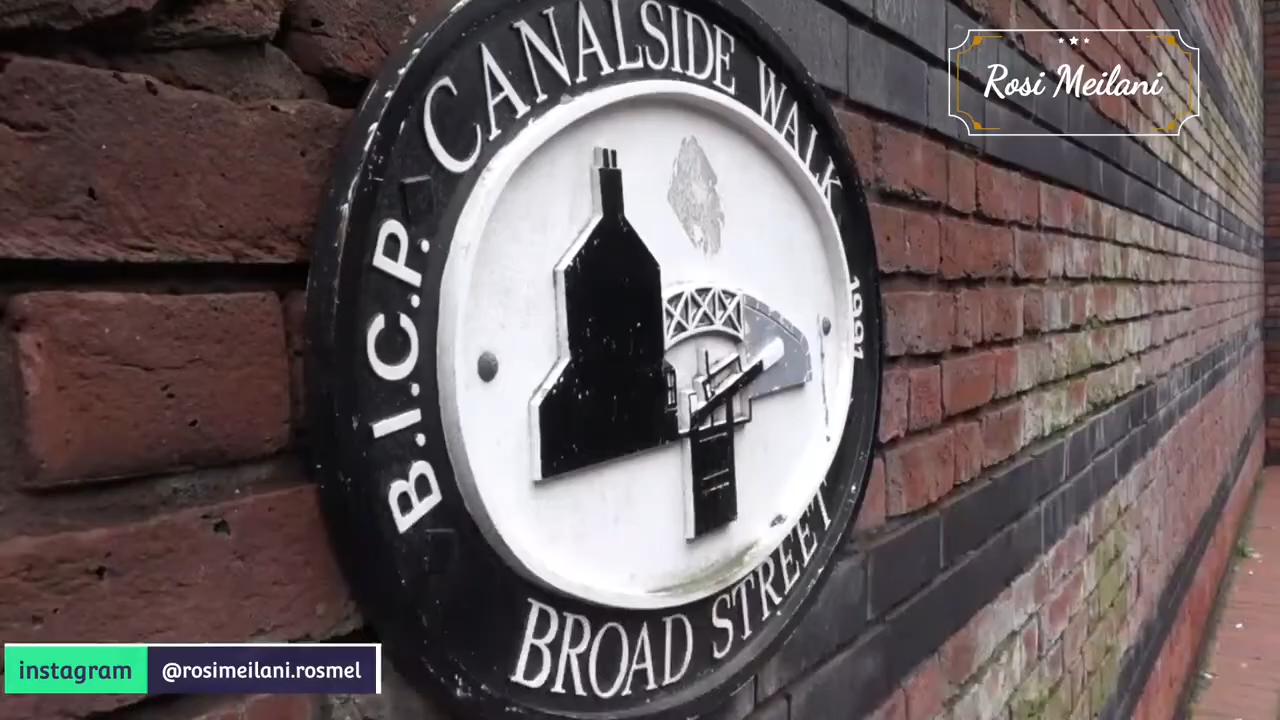 CANALSIDE WALK
B.I.C.P.
1991
BROAD STREET
Rosi Meilani
instagram @rosimeilani.rosmel